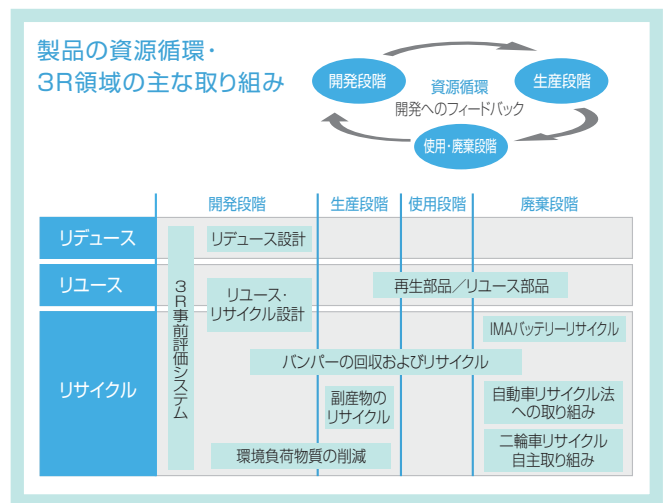 製品の資源循環・
3R領域の主な取り組み
開発段階
生産段階
資源循環
開発へのフィードバック
使用・廃棄段階
開発段階
生産段階
使用段階
廃棄段階
リデュース
リユース
リサイクル
3R事前評価システム
リデュース設計
リユース・
リサイクル設計
再生部品／リユース部品
IMAバッテリーリサイクル
バンパーの回収およびリサイクル
副産物の
リサイクル
自動車リサイクル法
への取り組み
環境負荷物質の削減
二輪車リサイクル
自主取り組み